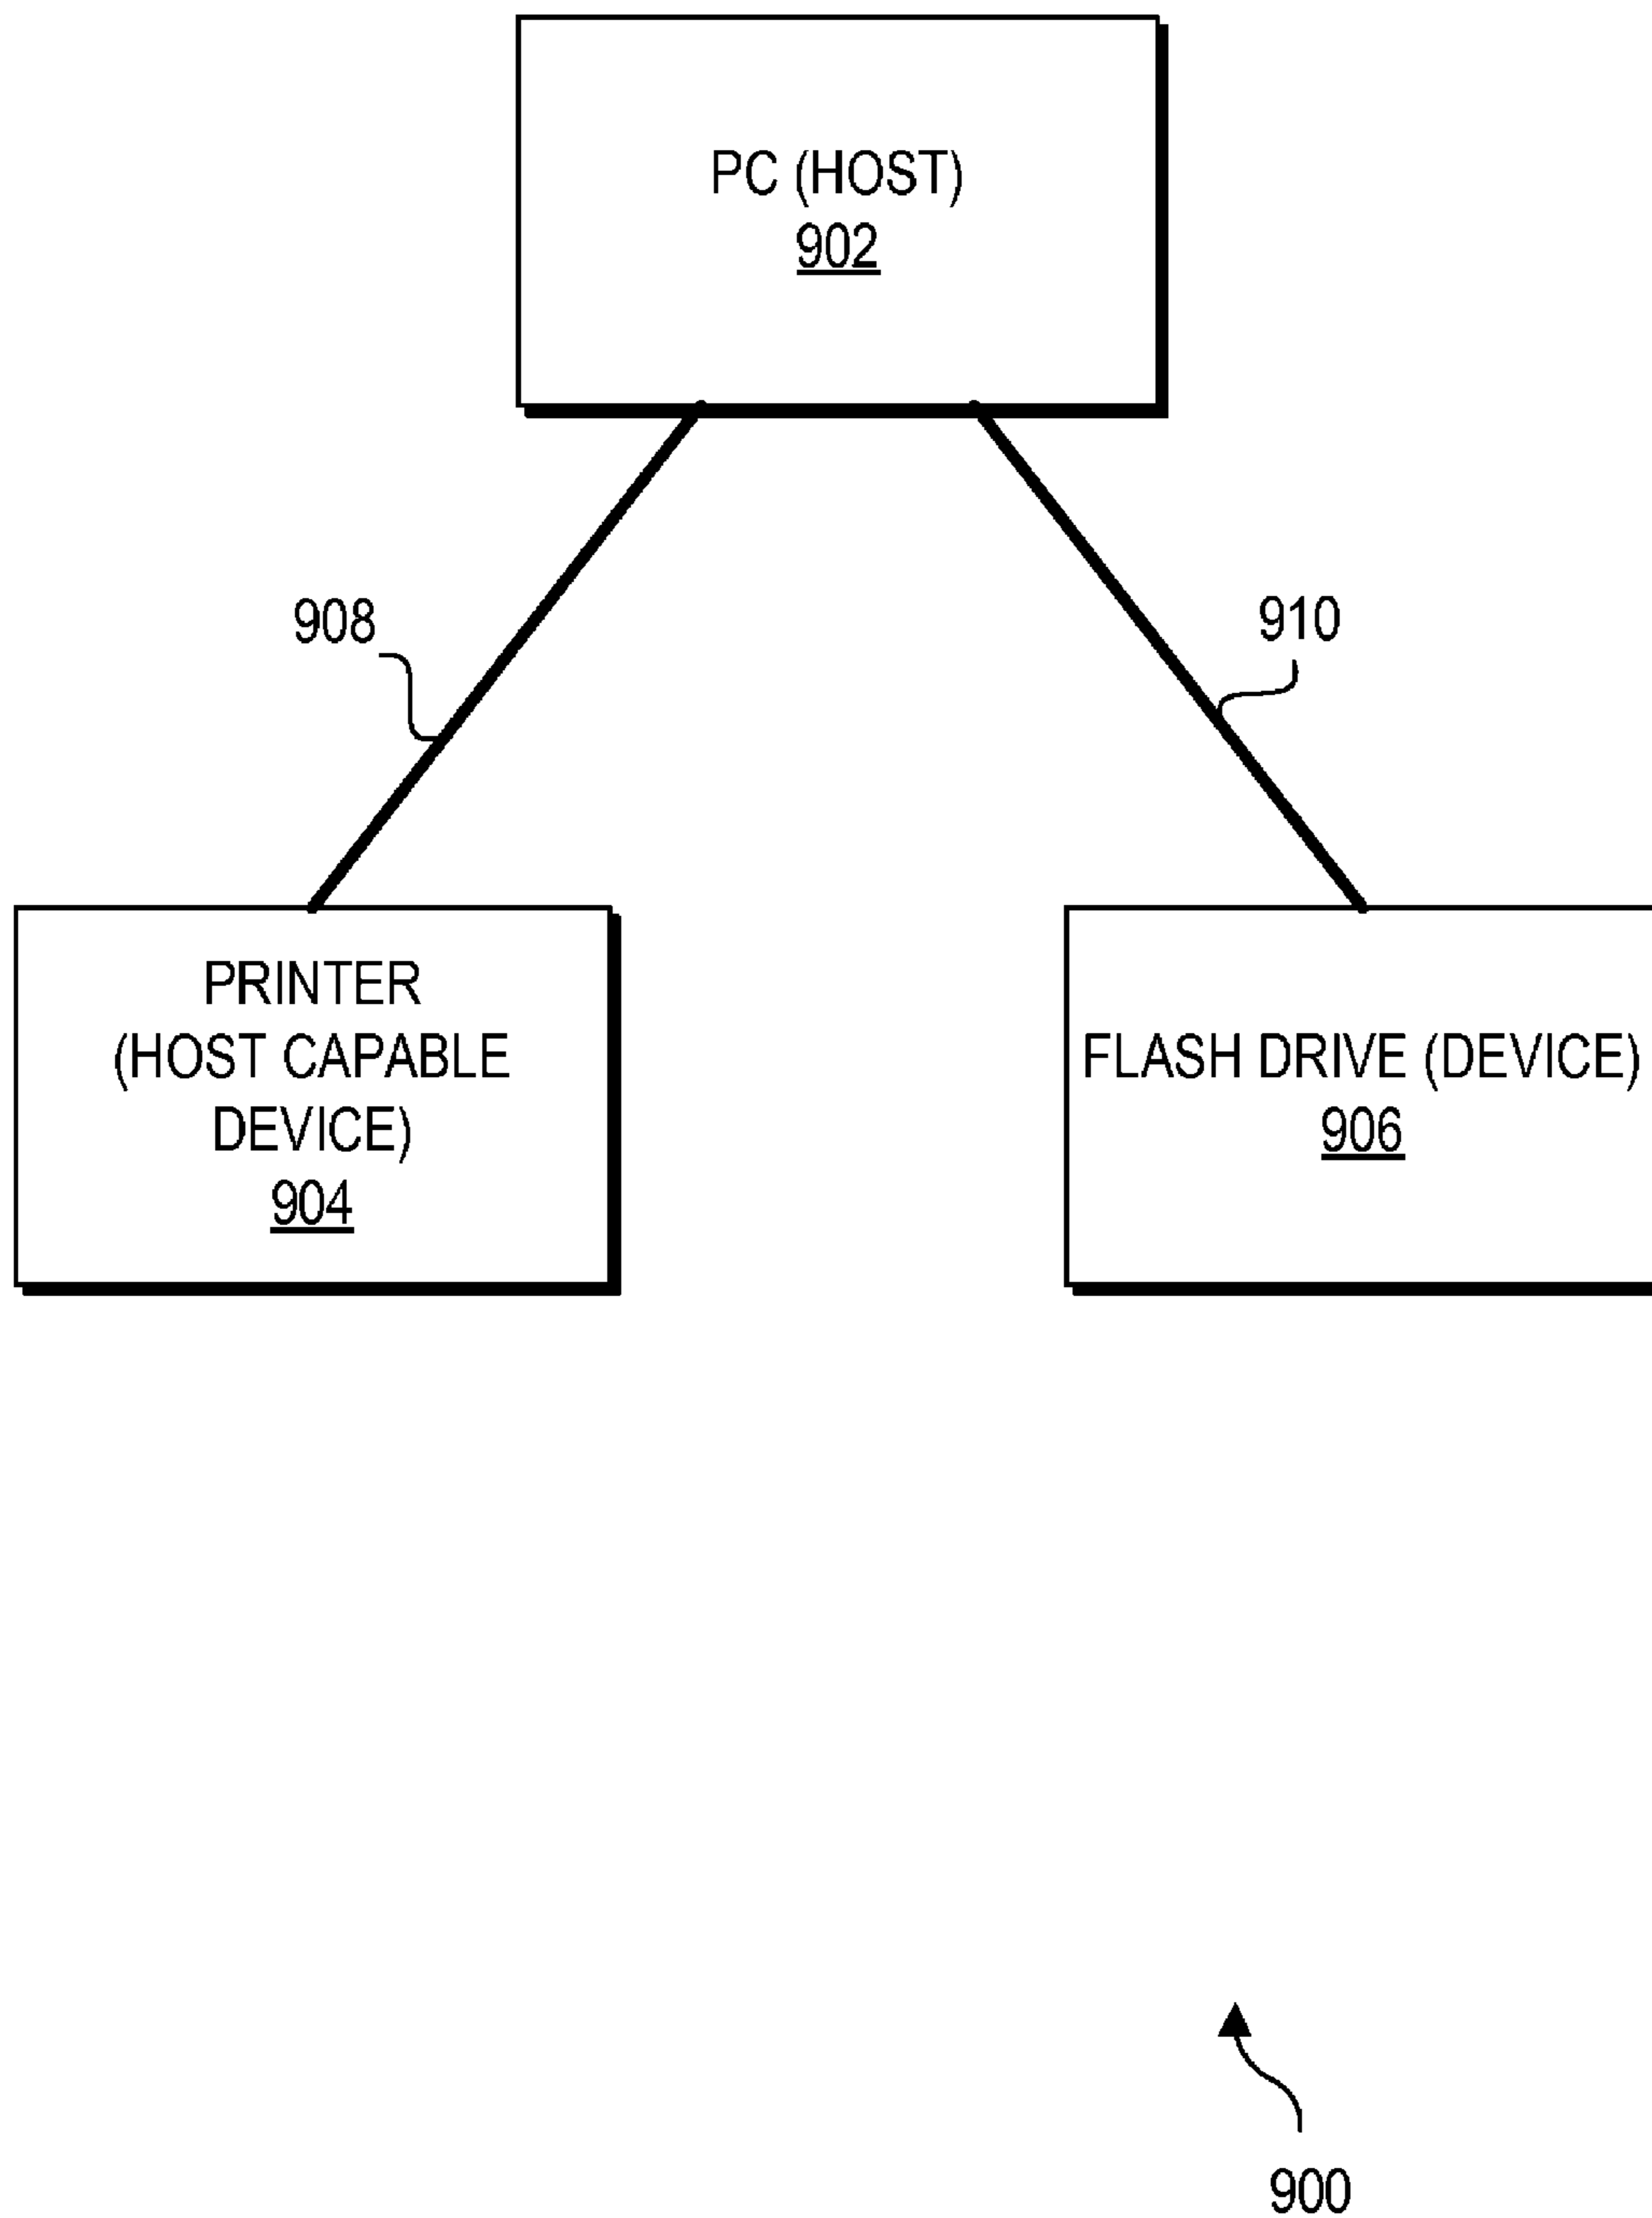 PC (HOST)
902
908
910
PRINTER
(HOST CAPABLE
DEVICE)
904
FLASH DRIVE (DEVICE)
906
900